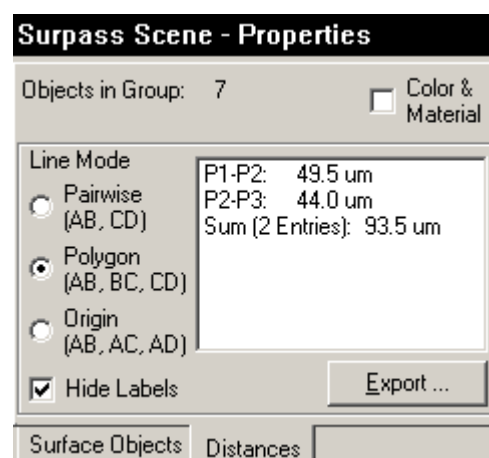 Surpass Scene - Properties
Objects in Group: 7
Color &
Material
Line Mode
Pairwise
(AB, CD)
Polygon
(AB, BC, CD)
Origin
(AB, AC, AD)
Hide Labels
P1-P2: 49.5 um
P2-P3: 44.0 um
Sum (2 Entries): 93.5 um
Export ...
Surface Objects
Distances